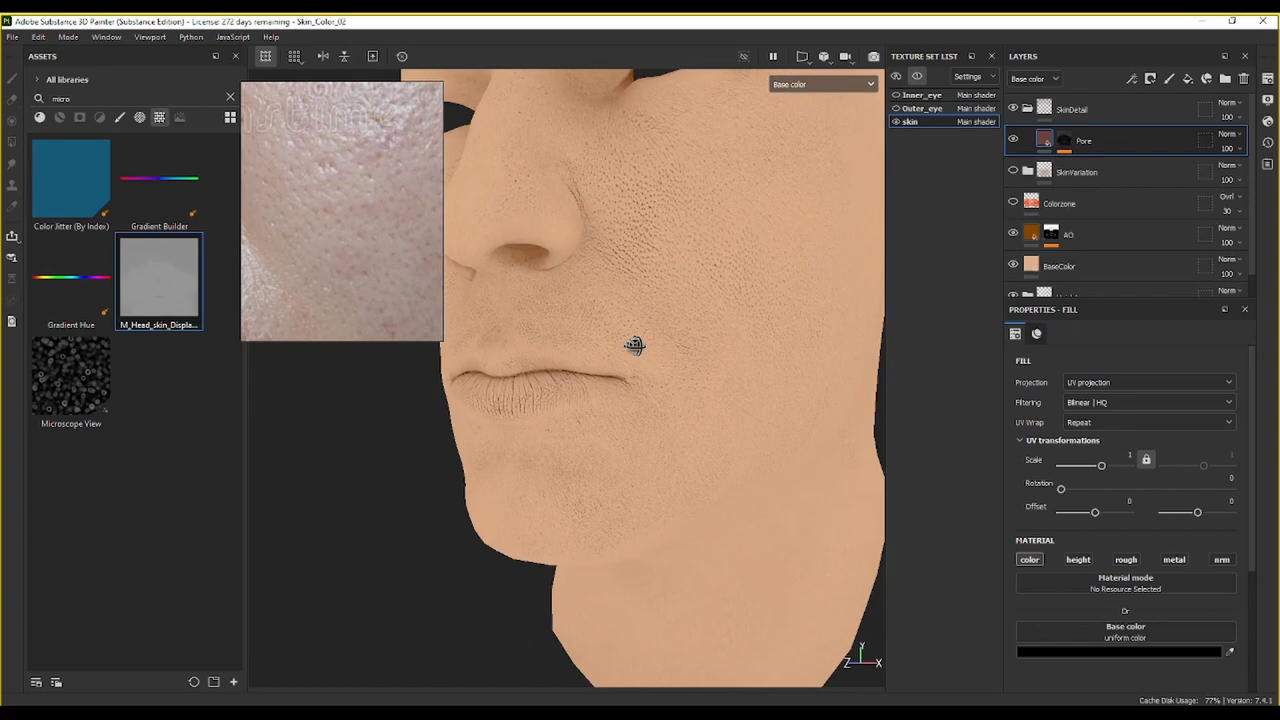 Adobe Substance 3D Painter (Substance Edition) - License: 272 days remaining - Skin_Color_02
File Edit Mode Window Viewport Python JavaScript Help
ASSETS
All libraries
micro
Color Jitter (By Index)
Gradient Builder
Gradient Hue
M_Head_skin_Displa...
Microscope View
Base color
TEXTURE SET LIST
Settings
Inner_eye Main shader
Outer_eye Main shader
skin Main shader
LAYERS
Base color
SkinDetail Norm
100
Pore Norm
100
SkinVariation Norm
100
Colorzone Ovrl
30
AO Norm
100
BaseColor Norm
100
Norm
PROPERTIES - FILL
FILL
Projection UV projection
Filtering Bilinear | HQ
UV Wrap Repeat
UV transformations
Scale 1 1
Rotation 0
Offset 0 0
MATERIAL
color height rough metal nrm
Material mode
No Resource Selected
Or
Base color
uniform color
Y
Z X
Cache Disk Usage: 77% | Version: 7.4.1